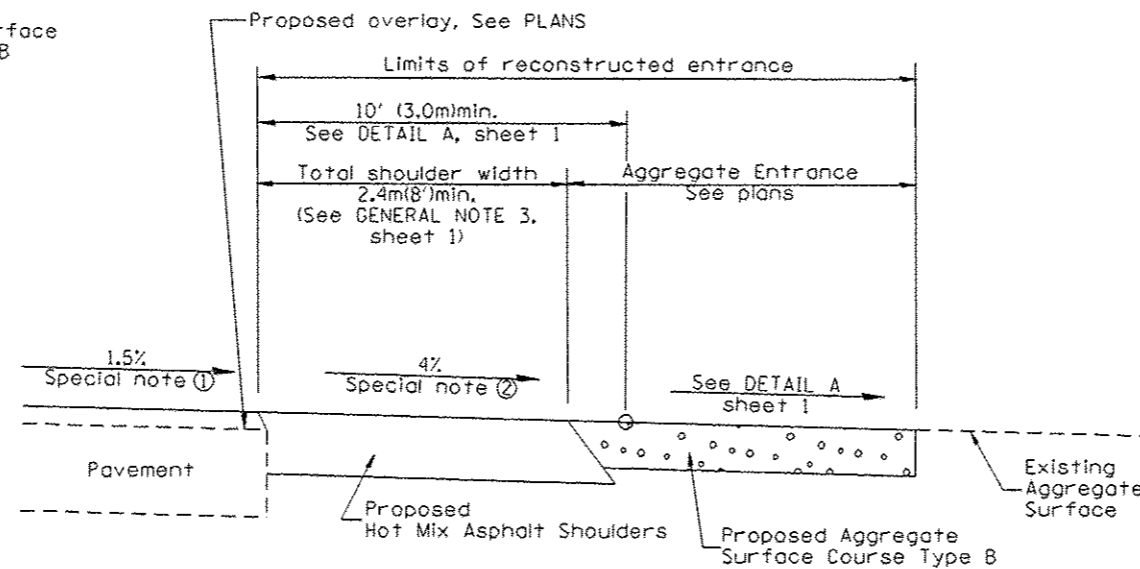 rface
B
Proposed overlay, See PLANS
Limits of reconstructed entrance
10' (3.0m)min.
See DETAIL A, sheet 1
Total shoulder width
2.4m(8')min.
(See GENERAL NOTE 3.
sheet 1)
Aggregate Entrance
See plans
1.5%
Special note ①
4%
Special note ②
See DETAIL A
sheet 1
Pavement
Proposed
Hot Mix Asphalt Shoulders
Proposed Aggregate
Surface Course Type B
Existing
Aggregate
Surface